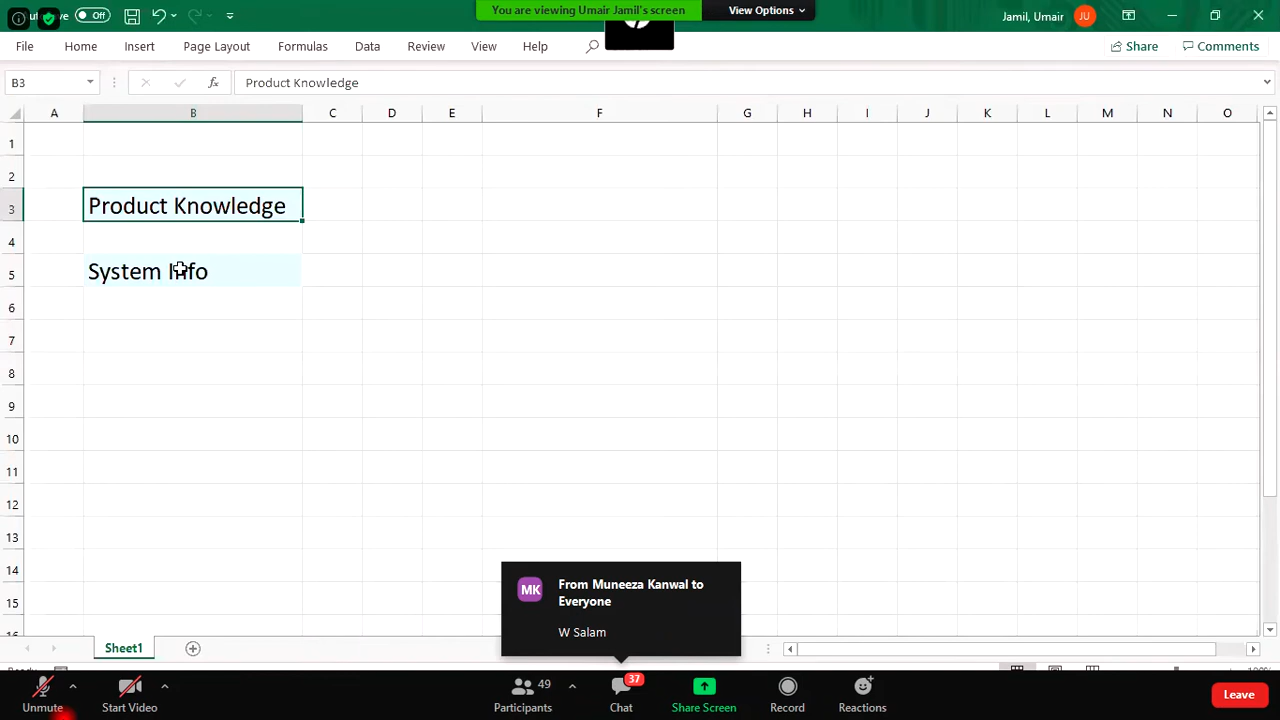 Off
You are viewing Umair Jamil's screen
View Options
Jamil, Umair
JU
File Home Insert Page Layout Formulas Data Review View Help
Share
Comments
B3
fx
Product Knowledge
A B C D E F G H I J K L M N O
1
2
3 Product Knowledge
4
5 System Info
6
7
8
9
10
11
12
13
14
15
Sheet1
MK
From Muneeza Kanwal to
Everyone
W Salam
49
37
Unmute
Start Video
Participants
Chat
Share Screen
Record
Reactions
Leave